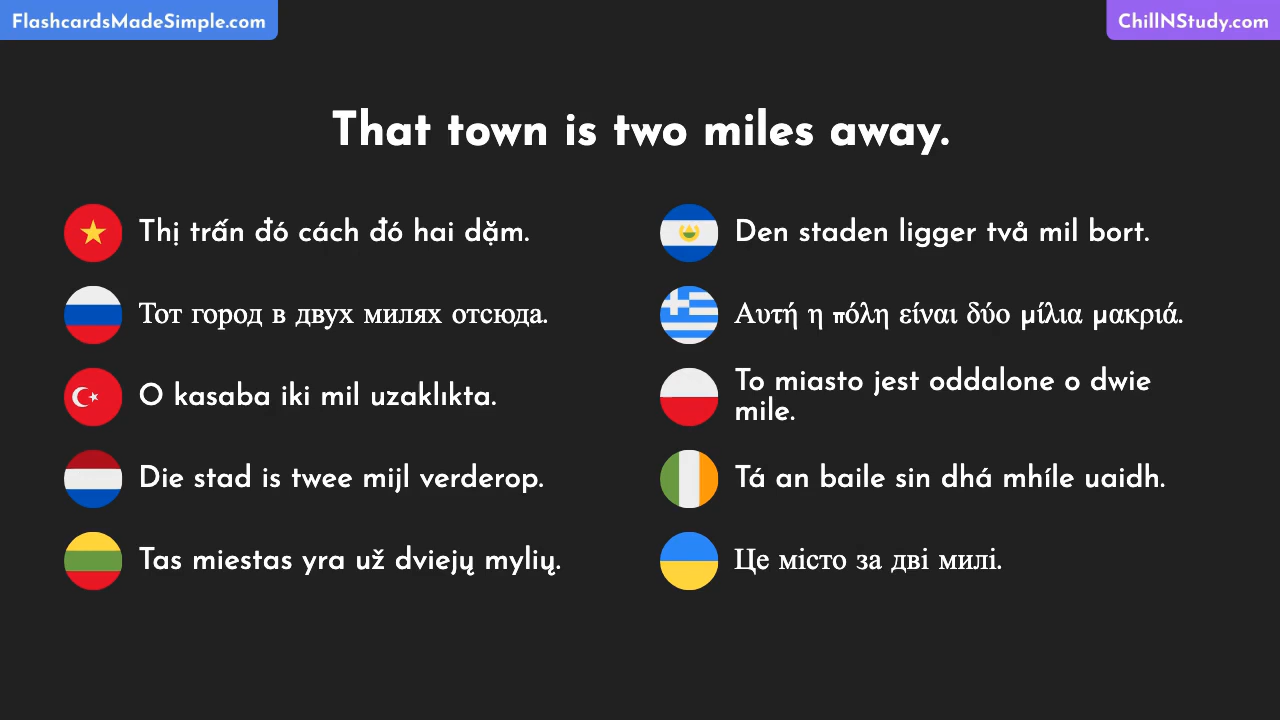 FlashcardsMadeSimple.com
ChillNStudy.com
That town is two miles away.
Thị trấn đó cách đó hai dặm.
Тот город в двух милях отсюда.
O kasaba iki mil uzaklıkta.
Die stad is twee mijl verderop.
Tas miestas yra už dviejų mylių.
Den staden ligger två mil bort.
Αυτή η πόλη είναι δύο μίλια μακριά.
To miasto jest oddalone o dwie
mile.
Tá an baile sin dhá mhíle uaidh.
Це місто за дві милі.